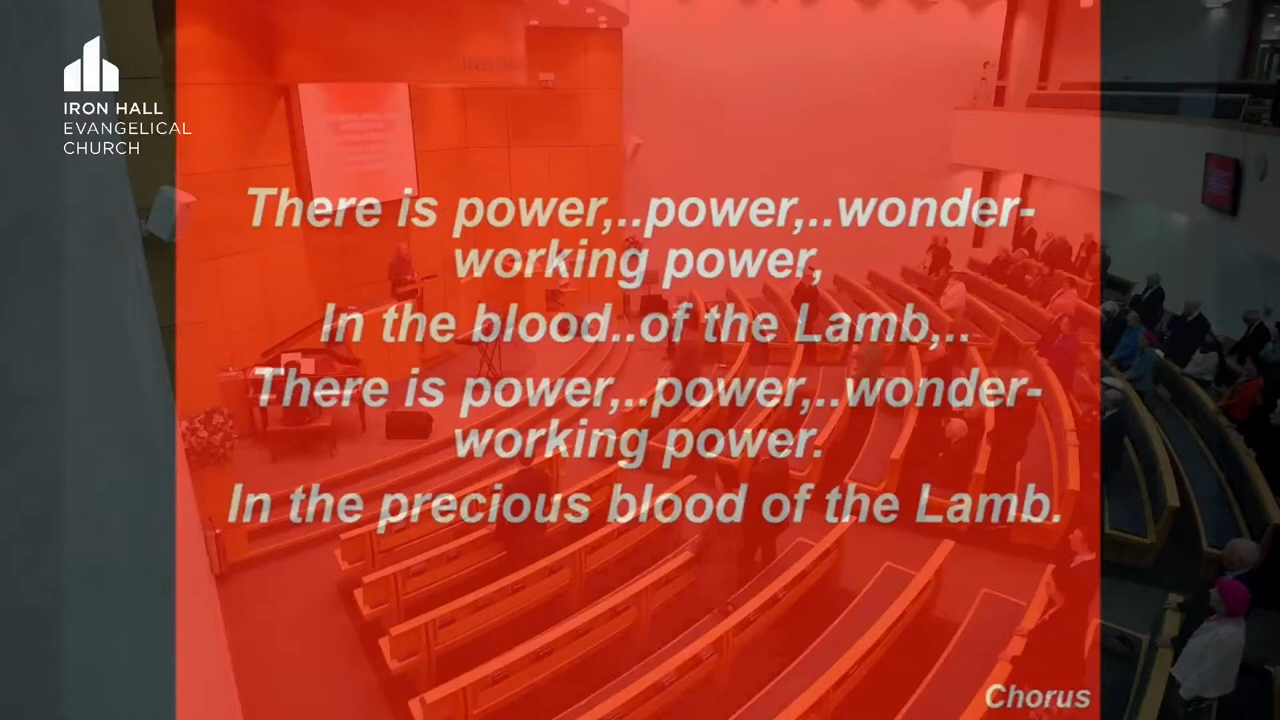 IRON HALL
EVANGELICAL
CHURCH
There is power,..power,..wonder-
working power,
In the blood..of the Lamb,..
There is power,..power,..wonder-
working power.
In the precious blood of the Lamb.
Chorus